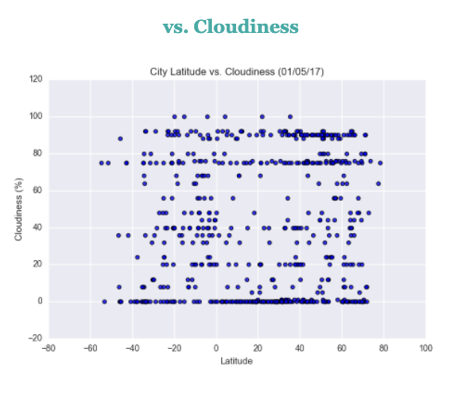 vs. Cloudiness
City Latitude vs. Cloudiness (01/05/17)
120
100
80
60
40
20
0
−20
Cloudiness (%)
−80 −60 −40 −20 0 20 40 60 80 100
Latitude